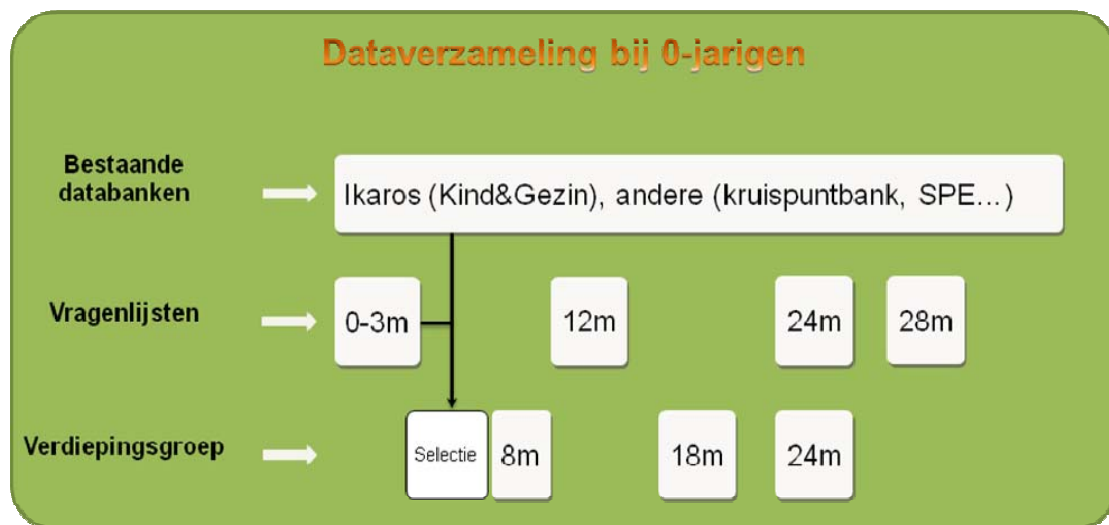 Dataverzameling bij 0-jarigen
Bestaande
databanken
Ikaros (Kind&Gezin), andere (kruispuntbank, SPE...)
Vragenlijsten
0-3m
12m
24m
28m
Verdiepingsgroep
Selectie
8m
18m
24m